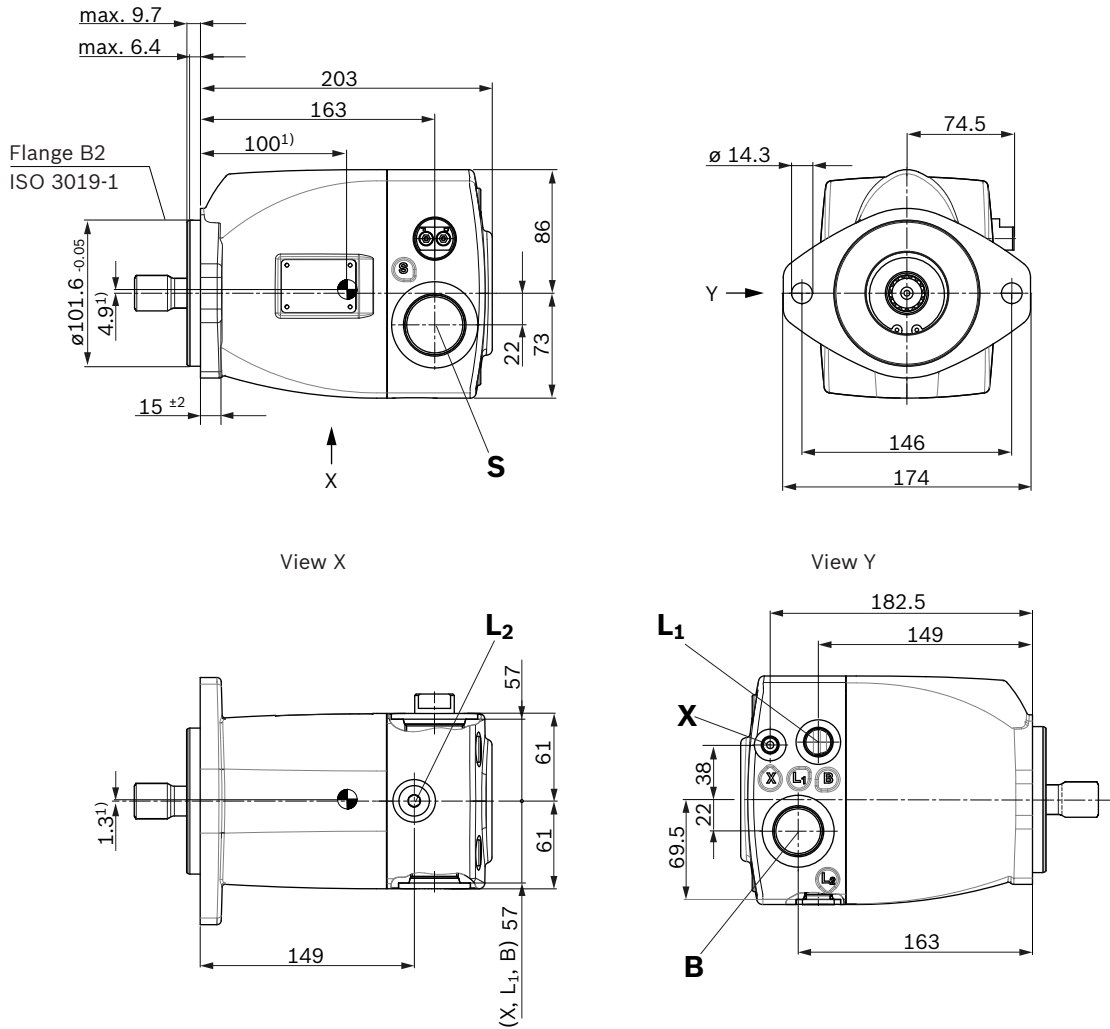 max. 9.7
max. 6.4
203
163
100¹⁾
Flange B2
ISO 3019-1
ø101.6 -0.05
4.9¹⁾
15 ±2
S
86
22
73
X
S
74.5
ø 14.3
Y
146
174
View X
L₂
57
61
61
1.3¹⁾
149
(X, L₁, B) 57
View Y
182.5
149
L₁
X
38
22
69.5
X
L₁
B
L₂
163
B